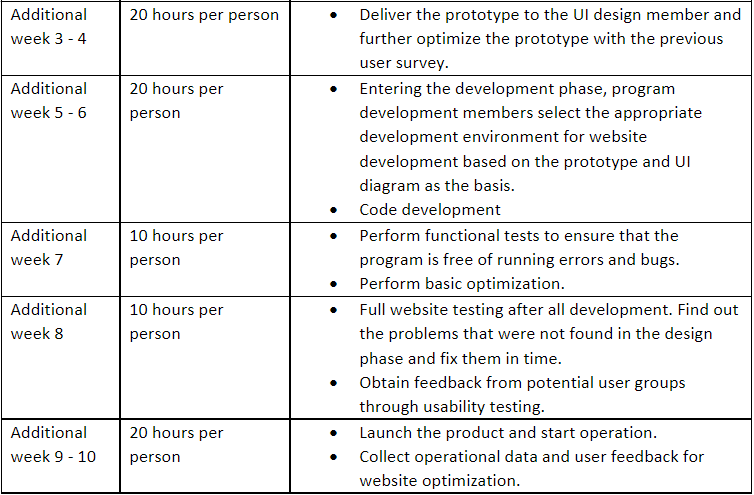 Additional
week 3 - 4
20 hours per person
• Deliver the prototype to the UI design member and
further optimize the prototype with the previous
user survey.
Additional
week 5 - 6
20 hours per
person
• Entering the development phase, program
development members select the appropriate
development environment for website
development based on the prototype and UI
diagram as the basis.
• Code development
Additional
week 7
10 hours per
person
• Perform functional tests to ensure that the
program is free of running errors and bugs.
• Perform basic optimization.
Additional
week 8
10 hours per
person
• Full website testing after all development. Find out
the problems that were not found in the design
phase and fix them in time.
• Obtain feedback from potential user groups
through usability testing.
Additional
week 9 - 10
20 hours per
person
• Launch the product and start operation.
• Collect operational data and user feedback for
website optimization.